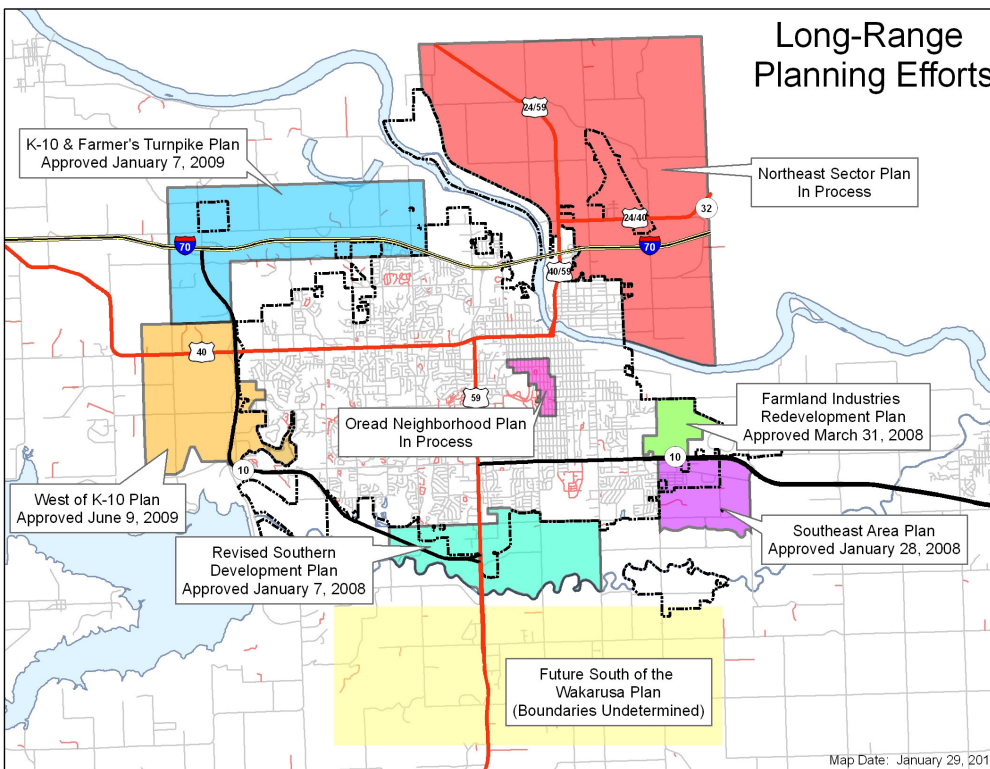 Long-Range
Planning Efforts
K-10 & Farmer's Turnpike Plan
Approved January 7, 2009
24/59
Northeast Sector Plan
In Process
32
24/40
70
70
40/59
40
59
Oread Neighborhood Plan
In Process
Farmland Industries
Redevelopment Plan
Approved March 31, 2008
10
10
West of K-10 Plan
Approved June 9, 2009
Southeast Area Plan
Approved January 28, 2008
Revised Southern
Development Plan
Approved January 7, 2008
Future South of the
Wakarusa Plan
(Boundaries Undetermined)
Map Date: January 29, 201